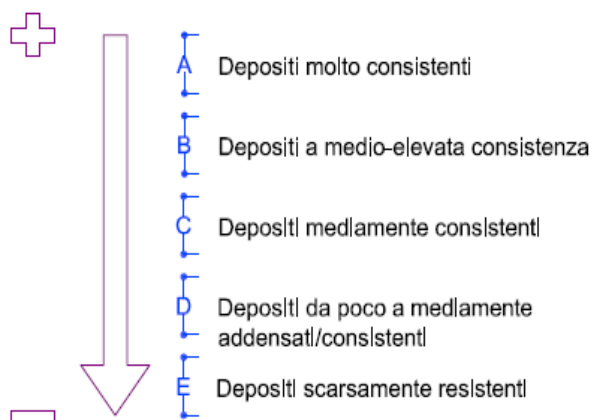 A Depositi molto consistenti
B Depositi a medio-elevata consistenza
C Depositi mediamente consistenti
D Depositi da poco a mediamente
addensati/consistenti
E Depositi scarsamente resistenti